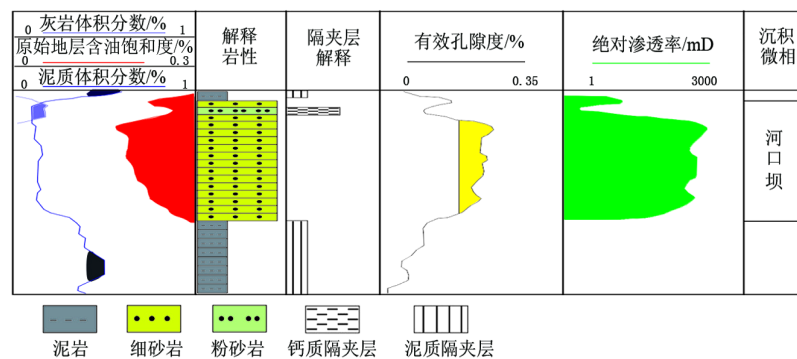 0 灰岩体积分数/% 1
原始地层含油饱和度/%
0 0.3
泥质体积分数/%
0 1
解释
岩性
隔夹层
解释
有效孔隙度/%
0 0.35
绝对渗透率/mD
1 3000
沉积
微相
河
口
坝
泥岩 细砂岩 粉砂岩 钙质隔夹层 泥质隔夹层